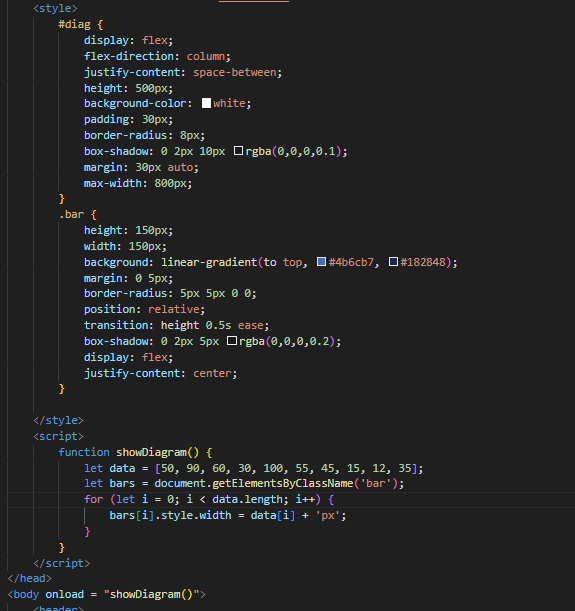 <style>
#diag {
display: flex;
flex-direction: column;
justify-content: space-between;
height: 500px;
background-color: white;
padding: 30px;
border-radius: 8px;
box-shadow: 0 2px 10px rgba(0,0,0,0.1);
margin: 30px auto;
max-width: 800px;
}
.bar {
height: 150px;
width: 150px;
background: linear-gradient(to top, #4b6cb7, #182848);
margin: 0 5px;
border-radius: 5px 5px 0 0;
position: relative;
transition: height 0.5s ease;
box-shadow: 0 2px 5px rgba(0,0,0,0.2);
display: flex;
justify-content: center;
}
</style>
<script>
function showDiagram() {
let data = [50, 90, 60, 30, 100, 55, 45, 15, 12, 35];
let bars = document.getElementsByClassName('bar');
for (let i = 0; i < data.length; i++) {
bars[i].style.width = data[i] + 'px';
}
}
</script>
</head>
<body onload = "showDiagram()">
<header>